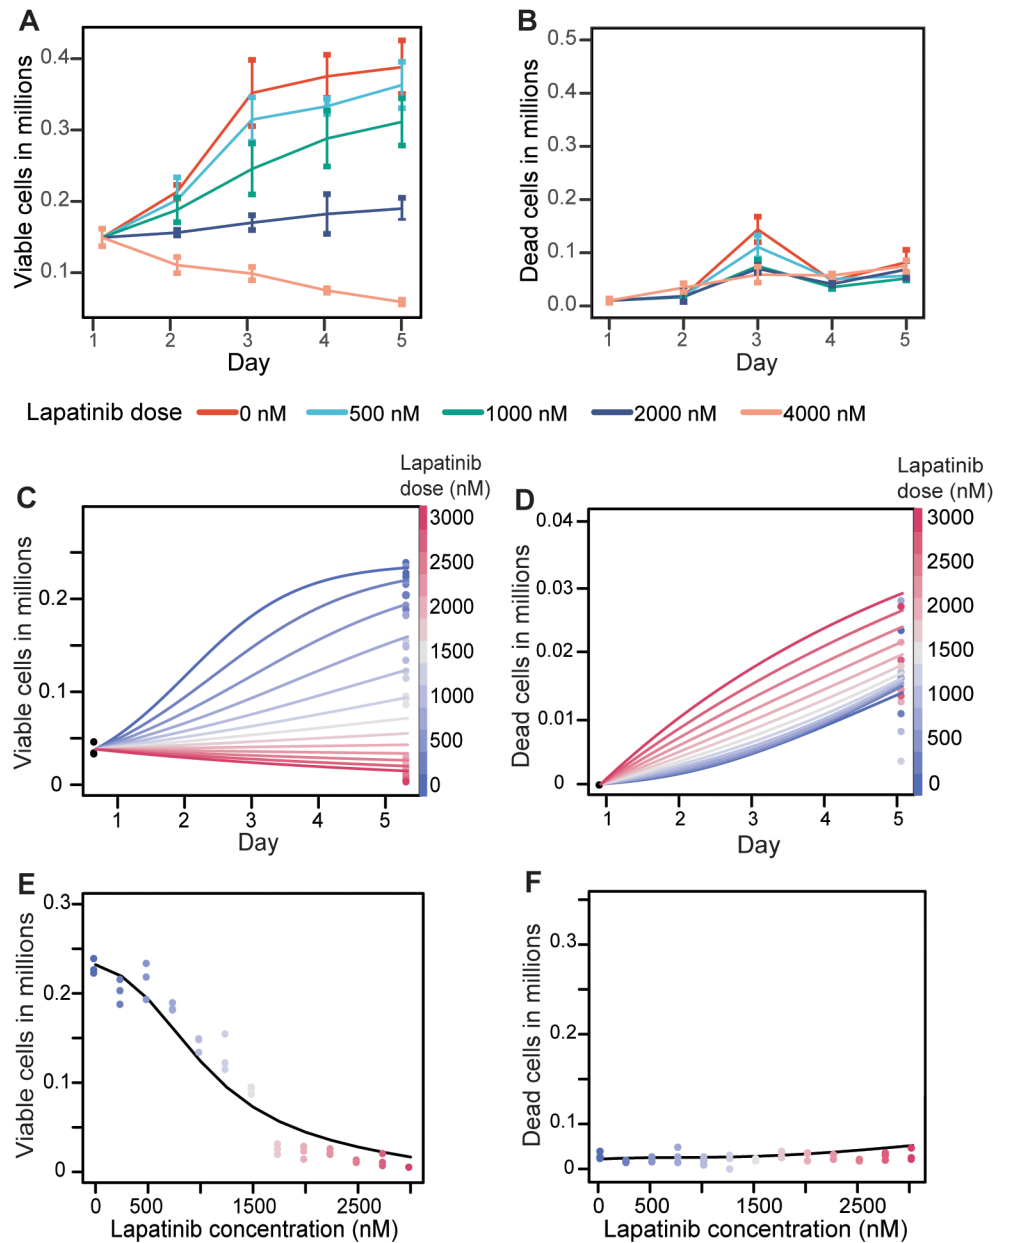 A
Viable cells in millions
0.4
0.3
0.2
0.1
1 2 3 4 5
Day
B
Dead cells in millions
0.5
0.4
0.3
0.2
0.1
0.0
1 2 3 4 5
Day
Lapatinib dose 0 nM 500 nM 1000 nM 2000 nM 4000 nM
C
Viable cells in millions
0.2
0.1
0
1 2 3 4 5
Day
Lapatinib
dose (nM)
3000
2500
2000
1500
1000
500
0
D
Dead cells in millions
0.04
0.03
0.02
0.01
0
1 2 3 4 5
Day
Lapatinib
dose (nM)
3000
2500
2000
1500
1000
500
0
E
Viable cells in millions
0.3
0.2
0.1
0
0 500 1500 2500
Lapatinib concentration (nM)
F
Dead cells in millions
0.3
0.2
0.1
0
0 500 1500 2500
Lapatinib concentration (nM)